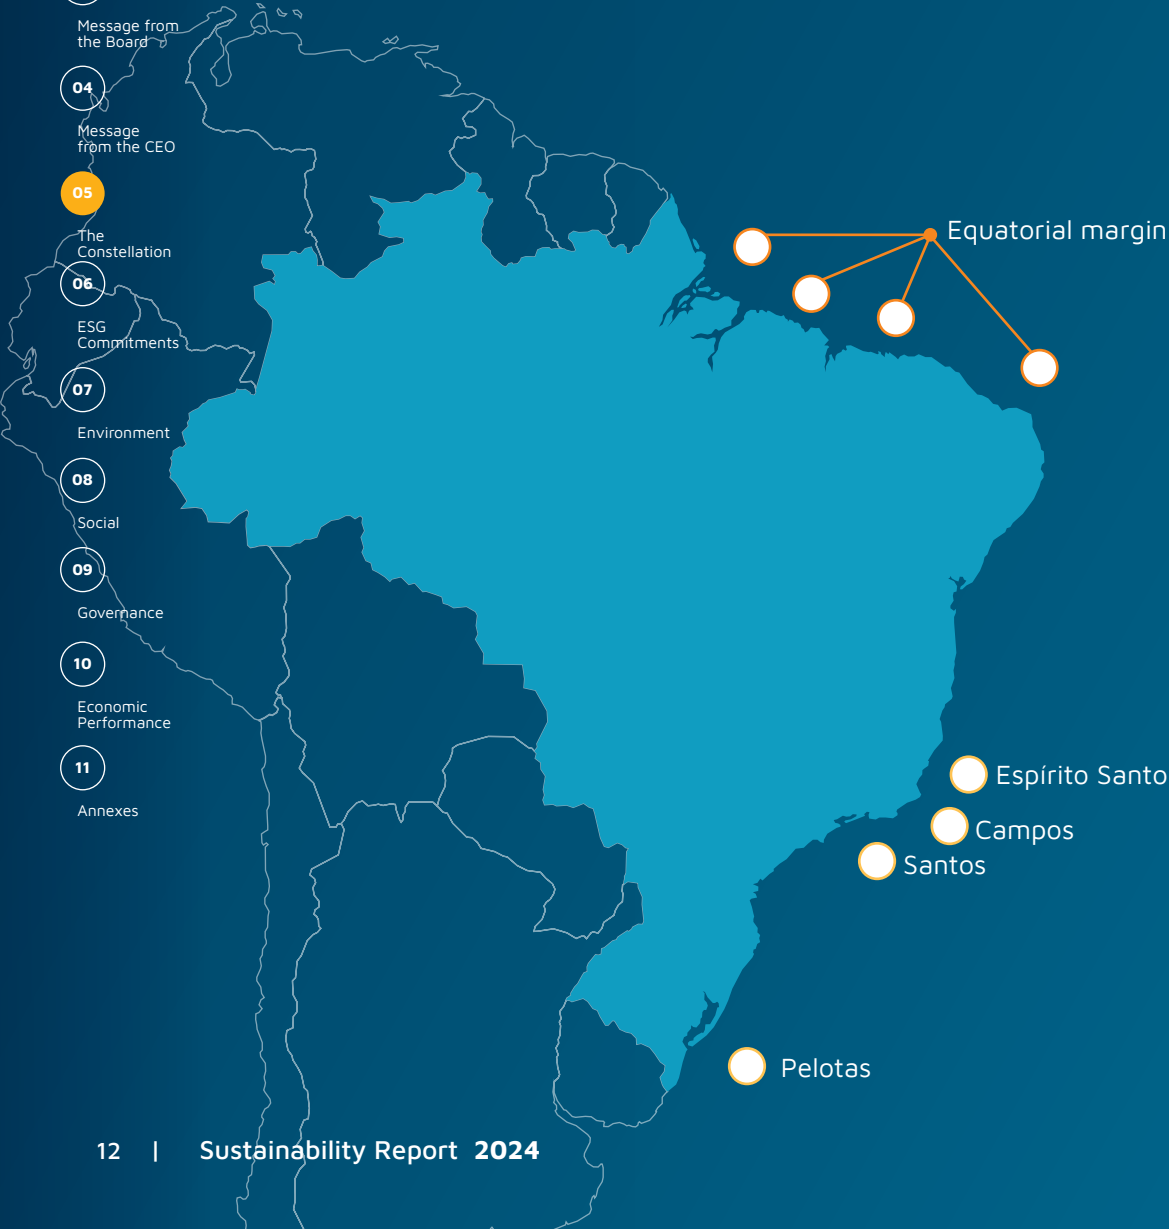 Message from
the Board
04
Message
from the CEO
05
The
Constellation
06
ESG
Commitments
07
Environment
08
Social
09
Governance
10
Economic
Performance
11
Annexes
Equatorial margin
Espírito Santo
Campos
Santos
Pelotas
12 | Sustainability Report 2024